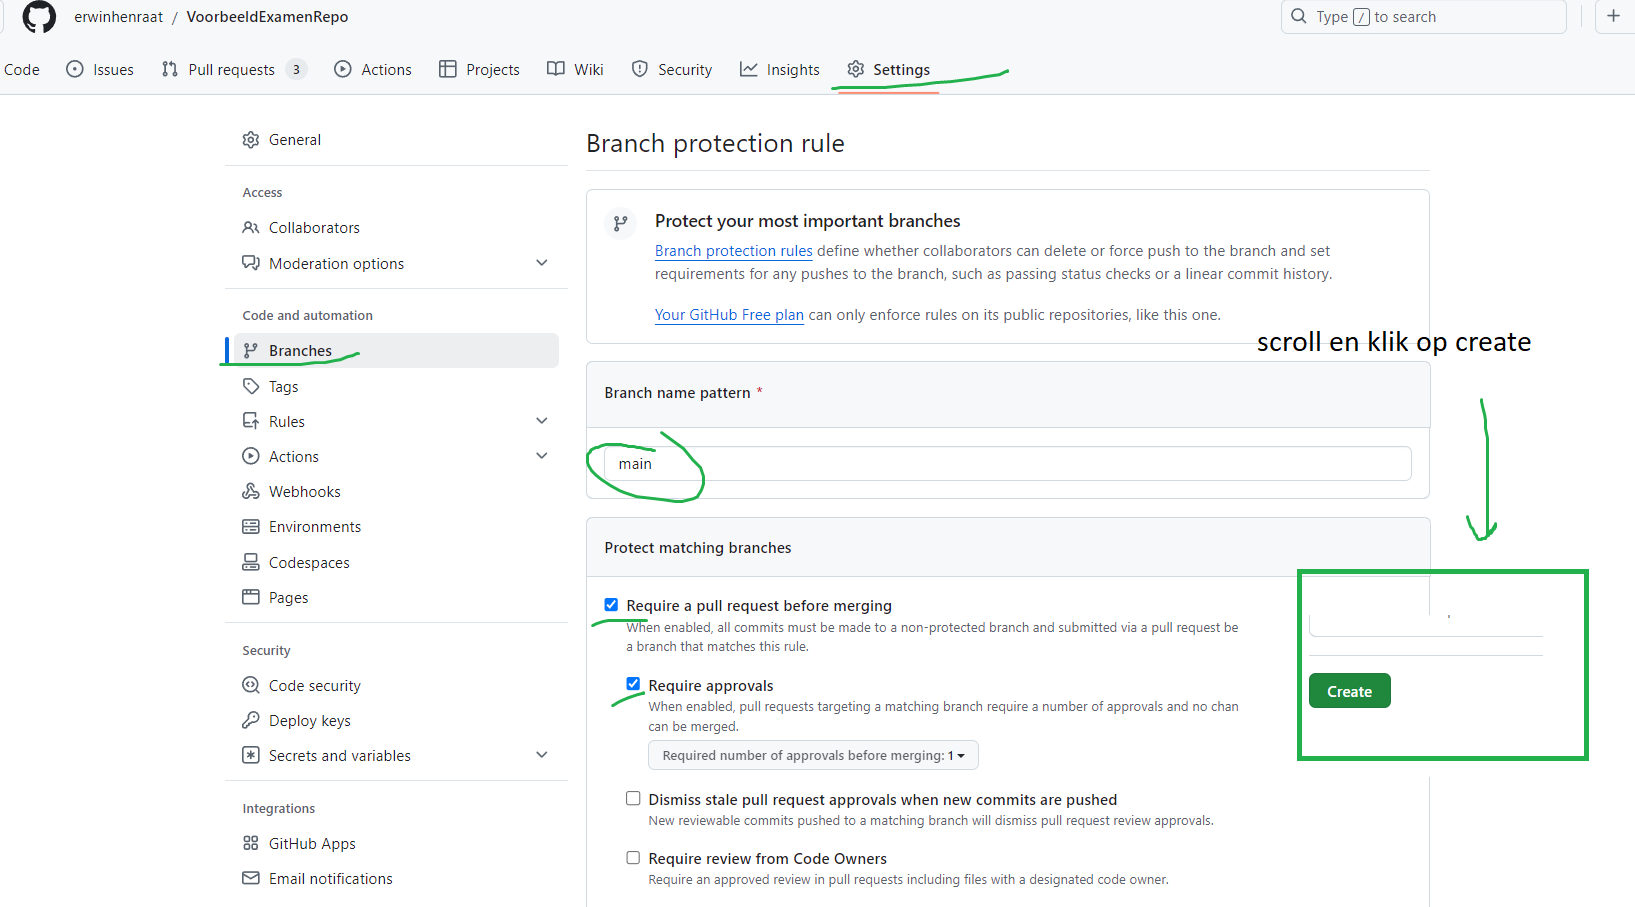 erwinhenraat / VoorbeeldExamenRepo
Type / to search
Code
Issues
Pull requests 3
Actions
Projects
Wiki
Security
Insights
Settings
General
Access
Collaborators
Moderation options
Code and automation
Branches
Tags
Rules
Actions
Webhooks
Environments
Codespaces
Pages
Security
Code security
Deploy keys
Secrets and variables
Integrations
GitHub Apps
Email notifications
Branch protection rule
Protect your most important branches
Branch protection rules define whether collaborators can delete or force push to the branch and set
requirements for any pushes to the branch, such as passing status checks or a linear commit history.
Your GitHub Free plan can only enforce rules on its public repositories, like this one.
scroll en klik op create
Branch name pattern *
main
Protect matching branches
Require a pull request before merging
When enabled, all commits must be made to a non-protected branch and submitted via a pull request be
a branch that matches this rule.
Require approvals
When enabled, pull requests targeting a matching branch require a number of approvals and no chan
can be merged.
Required number of approvals before merging: 1
Create
Dismiss stale pull request approvals when new commits are pushed
New reviewable commits pushed to a matching branch will dismiss pull request review approvals.
Require review from Code Owners
Require an approved review in pull requests including files with a designated code owner.